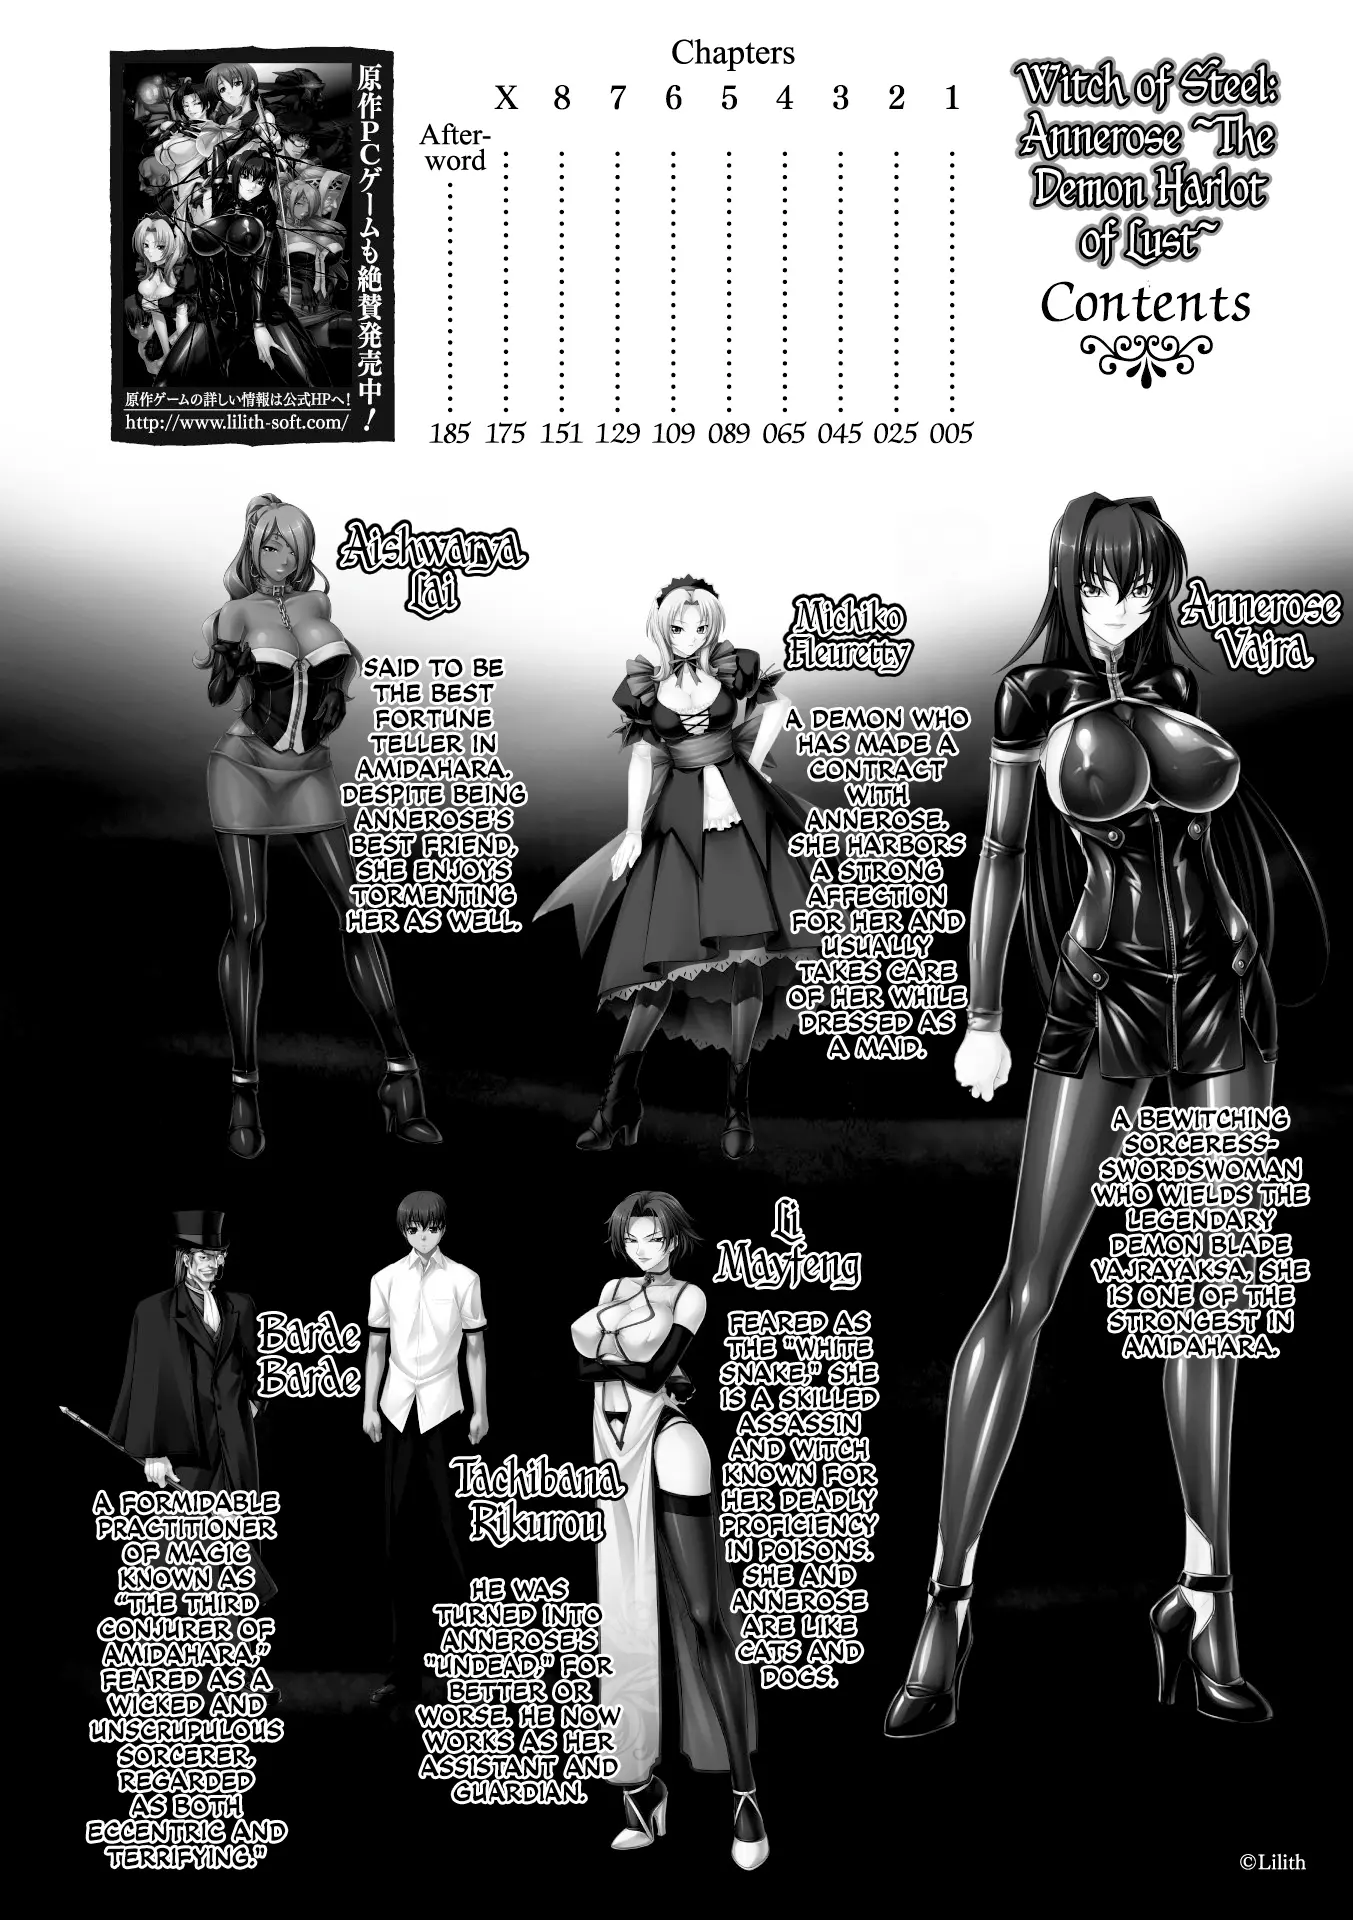 Witch of Steel:
Annerose ~The
Demon Harlot
of Lust~
Contents
Chapters
X 8 7 6 5 4 3 2 1
After-
word
185 175 151 129 109 089 065 045 025 005
原作PCゲームも絶賛発売中!
原作ゲームの詳しい情報は公式HPへ!
http://www.lilith-soft.com/
Annerose
Vajra
A BEWITCHING
SORCERESS-
SWORDSWOMAN
WHO WIELDS THE
LEGENDARY
DEMON BLADE
VAJRAYAKSA, SHE
IS ONE OF THE
STRONGEST IN
AMIDAHARA.
Michiko
Fleuretty
A DEMON WHO
HAS MADE A
CONTRACT
WITH
ANNEROSE.
SHE HARBORS
A STRONG
AFFECTION
FOR HER AND
USUALLY
TAKES CARE
OF HER WHILE
DRESSED AS
A MAID.
Aishwarya
Lai
SAID TO BE
THE BEST
FORTUNE
TELLER IN
AMIDAHARA.
DESPITE BEING
ANNEROSE'S
BEST FRIEND,
SHE ENJOYS
TORMENTING
HER AS WELL.
Li
Mayfeng
FEARED AS
THE "WHITE
SNAKE," SHE
IS A SKILLED
ASSASSIN
AND WITCH
KNOWN FOR
HER DEADLY
PROFICIENCY
IN POISONS.
SHE AND
ANNEROSE
ARE LIKE
CATS AND
DOGS.
Tachibana
Rikurou
HE WAS
TURNED INTO
ANNEROSE'S
"UNDEAD," FOR
BETTER OR
WORSE. HE NOW
WORKS AS HER
ASSISTANT AND
GUARDIAN.
Barde
Barde
A FORMIDABLE
PRACTITIONER
OF MAGIC
KNOWN AS
"THE THIRD
CONJURER OF
AMIDAHARA,"
FEARED AS A
WICKED AND
UNSCRUPULOUS
SORCERER,
REGARDED
AS BOTH
ECCENTRIC AND
TERRIFYING."
©Lilith